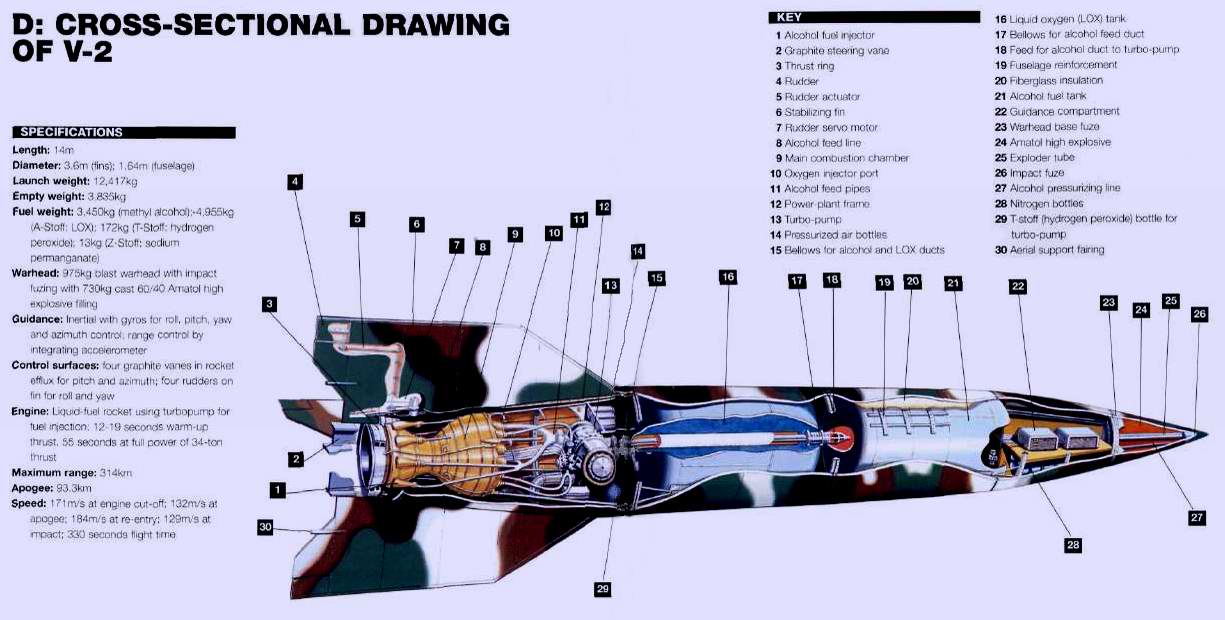 D: CROSS-SECTIONAL DRAWING
OF V-2
SPECIFICATIONS
Length: 14m
Diameter: 3.6m (fins); 1.64m (fuselage)
Launch weight: 12,417kg
Empty weight: 3,835kg
Fuel weight: 3,450kg (methyl alcohol);-4,955kg
(A-Stoff: LOX); 172kg (T-Stoff: hydrogen
peroxide); 13kg (Z-Stoff: sodium
permanganate)
Warhead: 975kg blast warhead with impact
fuzing with 730kg cast 60/40 Amatol high
explosive filling
Guidance: Inertial with gyros for roll, pitch, yaw
and azimuth control; range control by
integrating accelerometer
Control surfaces: four graphite vanes in rocket
efflux for pitch and azimuth; four rudders on
fin for roll and yaw
Engine: Liquid-fuel rocket using turbopump for
fuel injection; 12-19 seconds warm-up
thrust, 55 seconds at full power of 34-ton
thrust
Maximum range: 314km
Apogee: 93.3km
Speed: 171m/s at engine cut-off; 132m/s at
apogee; 184m/s at re-entry; 129m/s at
impact; 330 seconds flight time
KEY
1 Alcohol fuel injector
2 Graphite steering vane
3 Thrust ring
4 Rudder
5 Rudder actuator
6 Stabilizing fin
7 Rudder servo motor
8 Alcohol feed line
9 Main combustion chamber
10 Oxygen injector port
11 Alcohol feed pipes
12 Power-plant frame
13 Turbo-pump
14 Pressurized air bottles
15 Bellows for alcohol and LOX ducts
16 Liquid oxygen (LOX) tank
17 Bellows for alcohol feed duct
18 Feed for alcohol duct to turbo-pump
19 Fuselage reinforcement
20 Fiberglass insulation
21 Alcohol fuel tank
22 Guidance compartment
23 Warhead base fuze
24 Amatol high explosive
25 Exploder tube
26 Impact fuze
27 Alcohol pressurizing line
28 Nitrogen bottles
29 T-stoff (hydrogen peroxide) bottle for
turbo-pump
30 Aerial support fairing
4
5
6
7
8
9
10
11
12
13
14
15
16
17
18
19
20
21
22
23
24
25
26
3
2
1
30
29
28
27